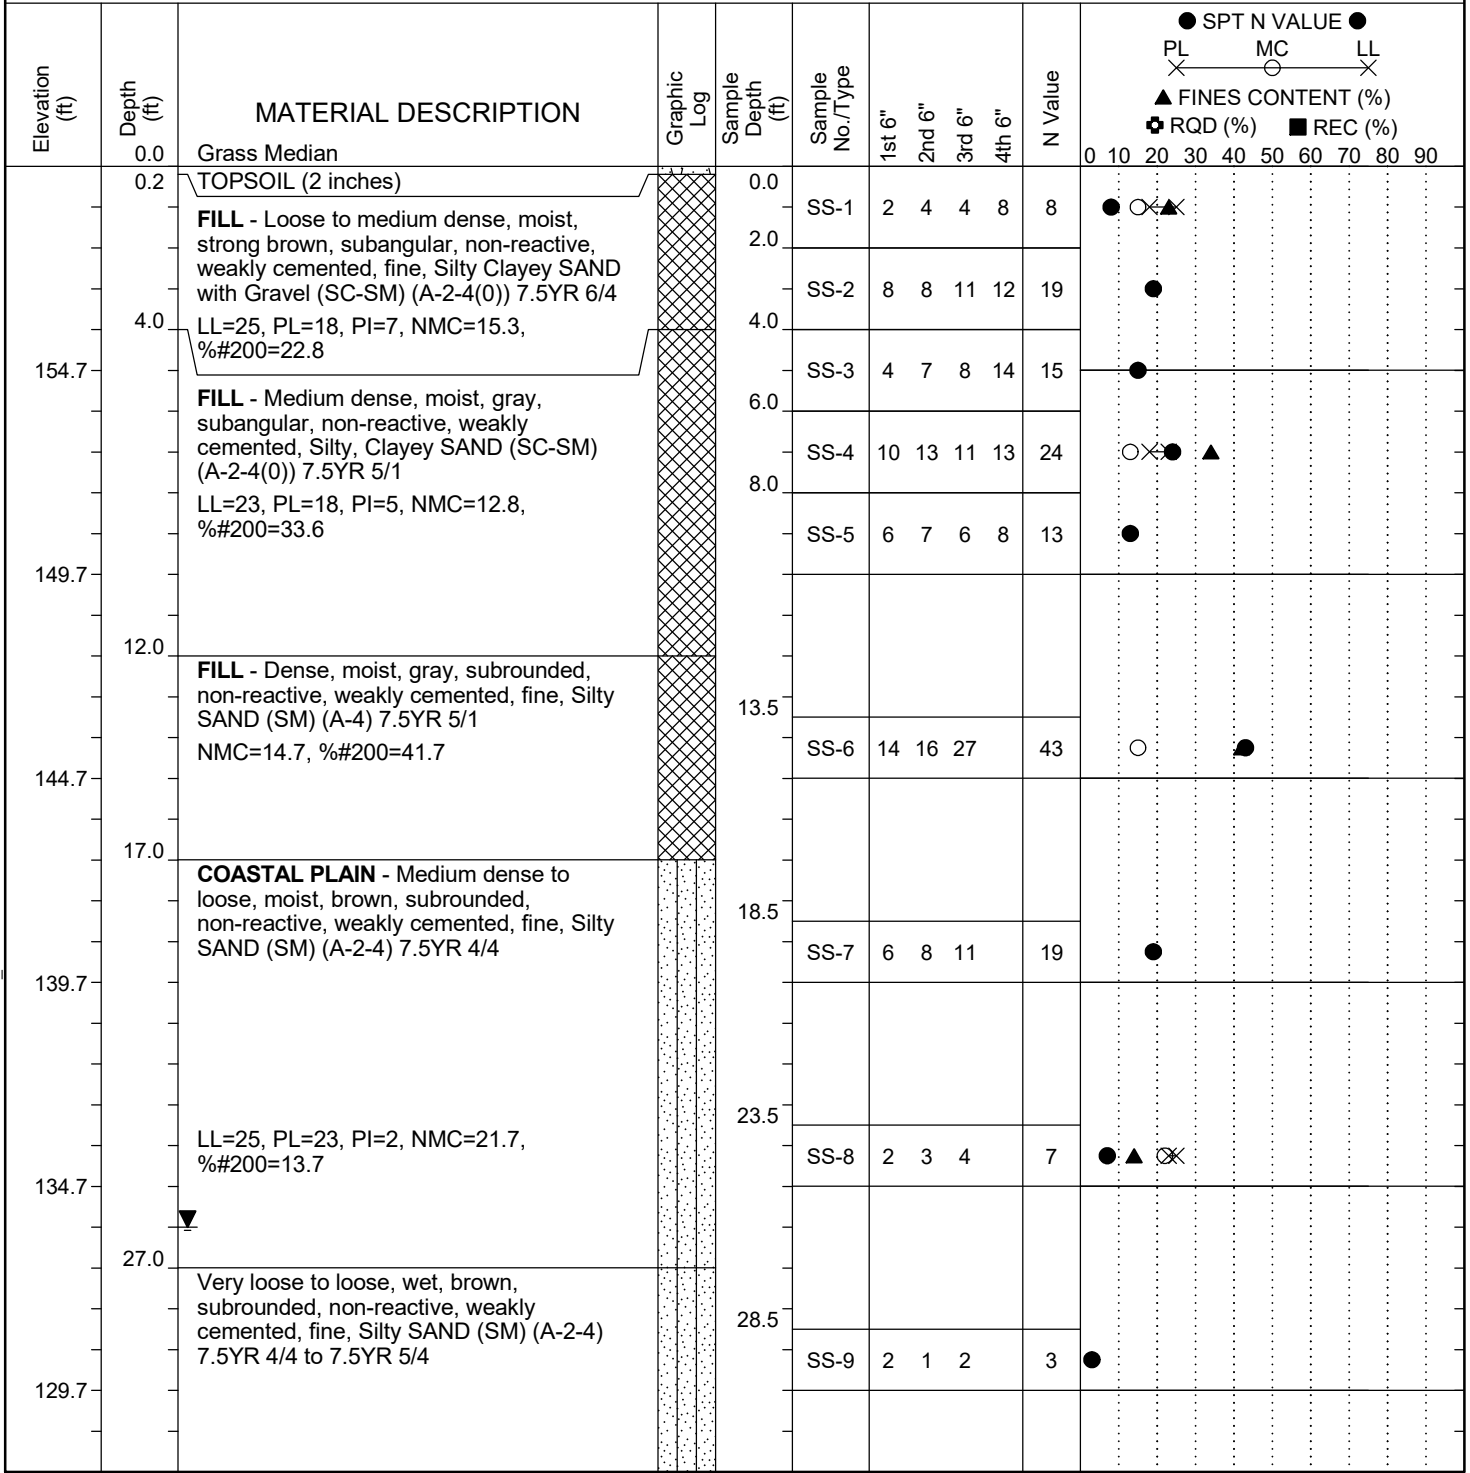 ● SPT N VALUE ●
PL MC LL
▲ FINES CONTENT (%)
RQD (%) ■ REC (%)
Elevation (ft)
Depth (ft)
MATERIAL DESCRIPTION
Graphic Log
Sample Depth (ft)
Sample No./Type
1st 6"
2nd 6"
3rd 6"
4th 6"
N Value
0 10 20 30 40 50 60 70 80 90
0.0 Grass Median
0.2 TOPSOIL (2 inches) 0.0
SS-1 2 4 4 8 8
FILL - Loose to medium dense, moist,
strong brown, subangular, non-reactive,
weakly cemented, fine, Silty Clayey SAND
with Gravel (SC-SM) (A-2-4(0)) 7.5YR 6/4
2.0
SS-2 8 8 11 12 19
4.0 LL=25, PL=18, PI=7, NMC=15.3,
%#200=22.8
4.0
154.7 SS-3 4 7 8 14 15
FILL - Medium dense, moist, gray,
subangular, non-reactive, weakly
cemented, Silty, Clayey SAND (SC-SM)
(A-2-4(0)) 7.5YR 5/1
6.0
SS-4 10 13 11 13 24
LL=23, PL=18, PI=5, NMC=12.8,
%#200=33.6
8.0
SS-5 6 7 6 8 13
149.7
12.0
FILL - Dense, moist, gray, subrounded,
non-reactive, weakly cemented, fine, Silty
SAND (SM) (A-4) 7.5YR 5/1
13.5
NMC=14.7, %#200=41.7
SS-6 14 16 27 43
144.7
17.0
COASTAL PLAIN - Medium dense to
loose, moist, brown, subrounded,
non-reactive, weakly cemented, fine, Silty
SAND (SM) (A-2-4) 7.5YR 4/4
18.5
SS-7 6 8 11 19
139.7
23.5
LL=25, PL=23, PI=2, NMC=21.7,
%#200=13.7
SS-8 2 3 4 7
134.7
27.0
Very loose to loose, wet, brown,
subrounded, non-reactive, weakly
cemented, fine, Silty SAND (SM) (A-2-4)
7.5YR 4/4 to 7.5YR 5/4
28.5
SS-9 2 1 2 3
129.7